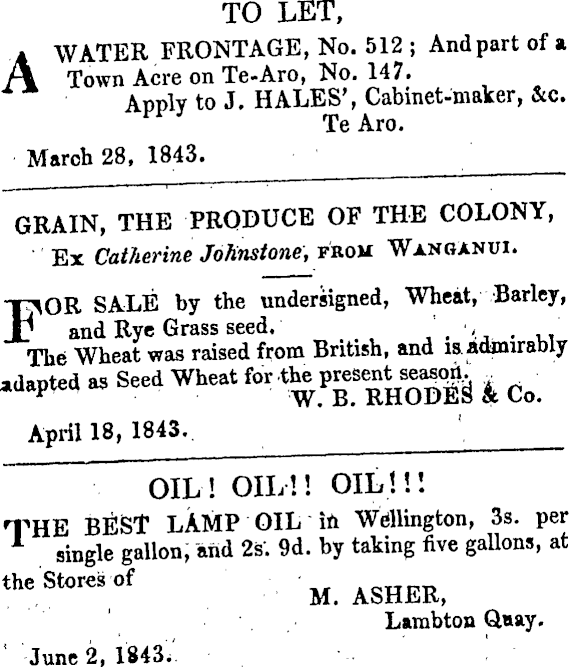 TO LET,
A WATER FRONTAGE, No. 512; And part of a
Town Acre on Te-Aro, No. 147.
Apply to J. HALES', Cabinet-maker, &c.
Te Aro.
March 28, 1843.
GRAIN, THE PRODUCE OF THE COLONY,
Ex Catherine Johnstone, from Wanganui.
FOR SALE by the undersigned, Wheat, Barley,
and Rye Grass seed.
The Wheat was raised from British, and is admirably
adapted as Seed Wheat for the present season.
W. B. RHODES & Co.
April 18, 1843.
OIL! OIL!! OIL!!!
THE BEST LAMP OIL in Wellington, 3s. per
single gallon, and 2s. 9d. by taking five gallons, at
the Stores of
M. ASHER,
Lambton Quay.
June 2, 1843.